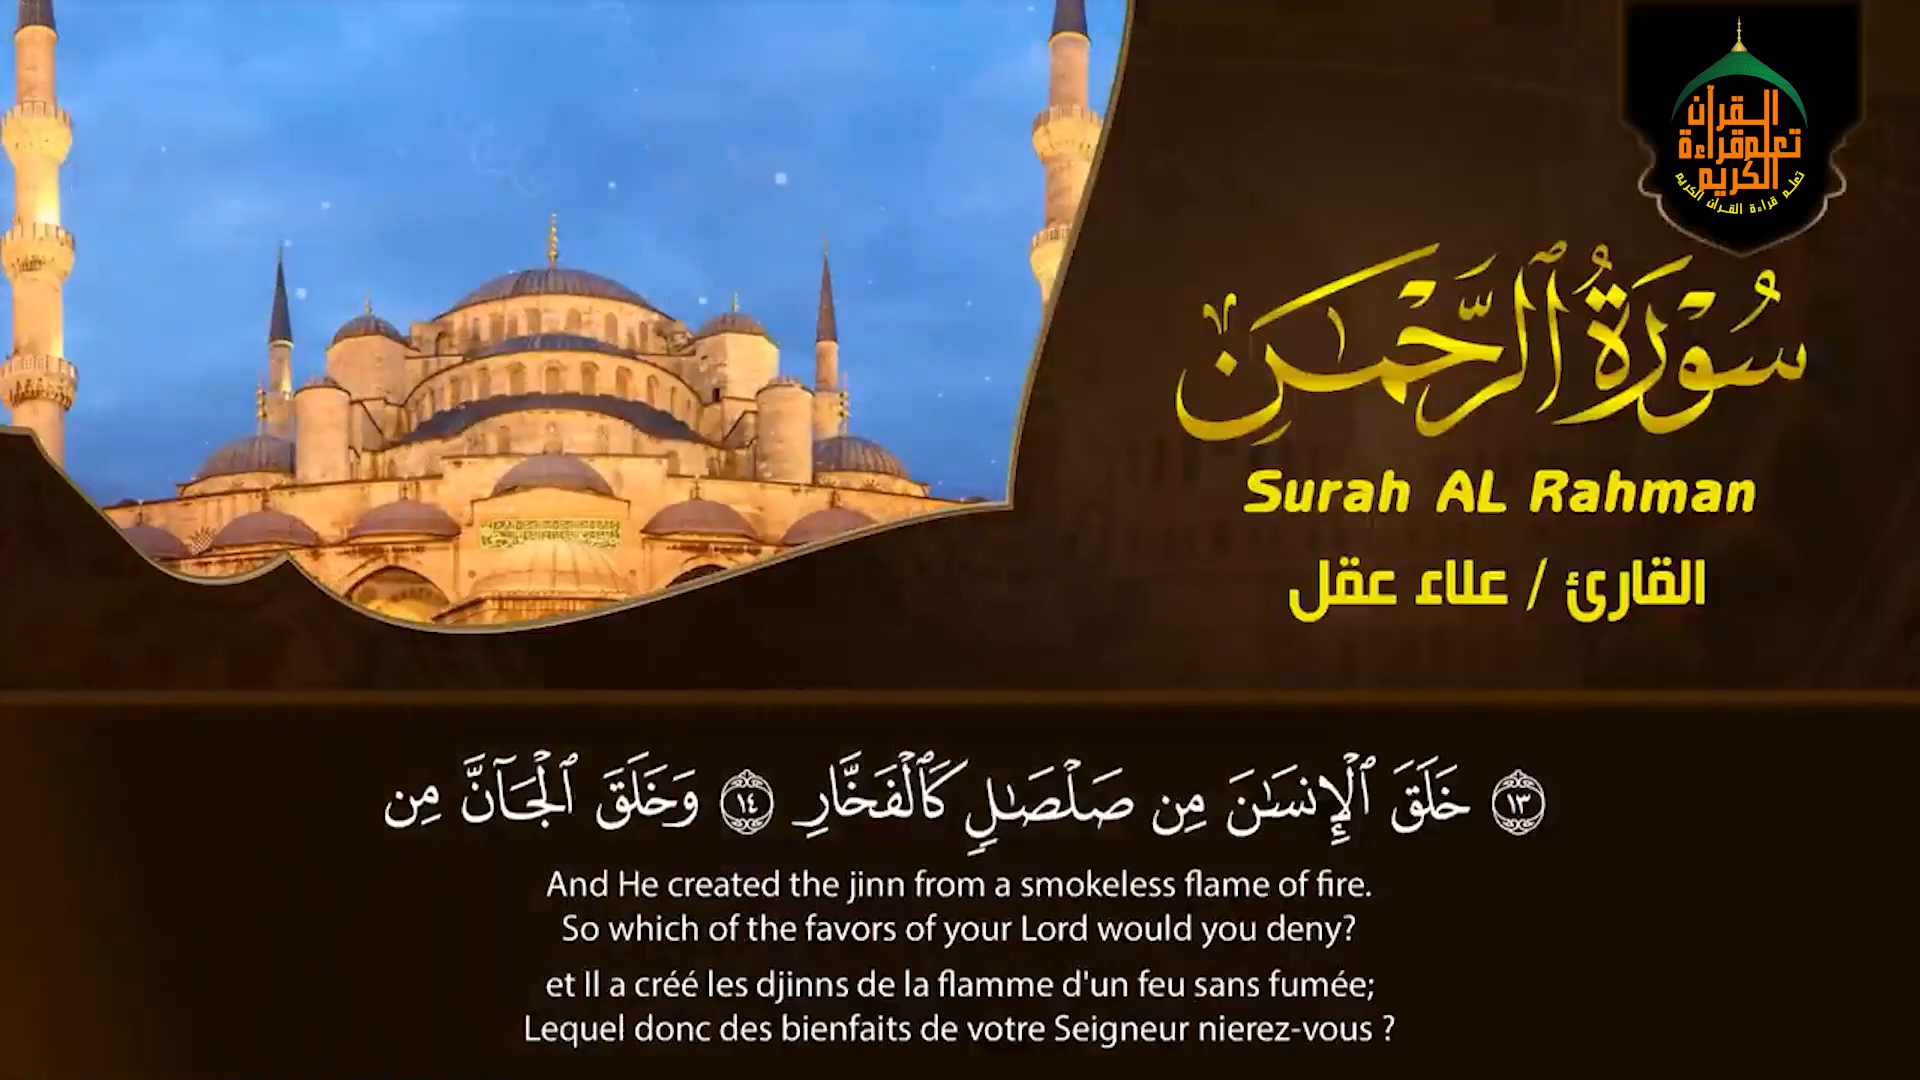 القرآن
تعلم قراءة
الكريم
تعلم قراءة القرآن الكريم
سُورَةُ ٱلرَّحْمَٰن
Surah AL Rahman
القارئ / علاء عقل
١٣ خَلَقَ ٱلْإِنسَٰنَ مِن صَلْصَٰلٍ كَٱلْفَخَّارِ ١٤ وَخَلَقَ ٱلْجَآنَّ مِن
And He created the jinn from a smokeless flame of fire.
So which of the favors of your Lord would you deny?
et Il a créé les djinns de la flamme d'un feu sans fumée;
Lequel donc des bienfaits de votre Seigneur nierez-vous ?